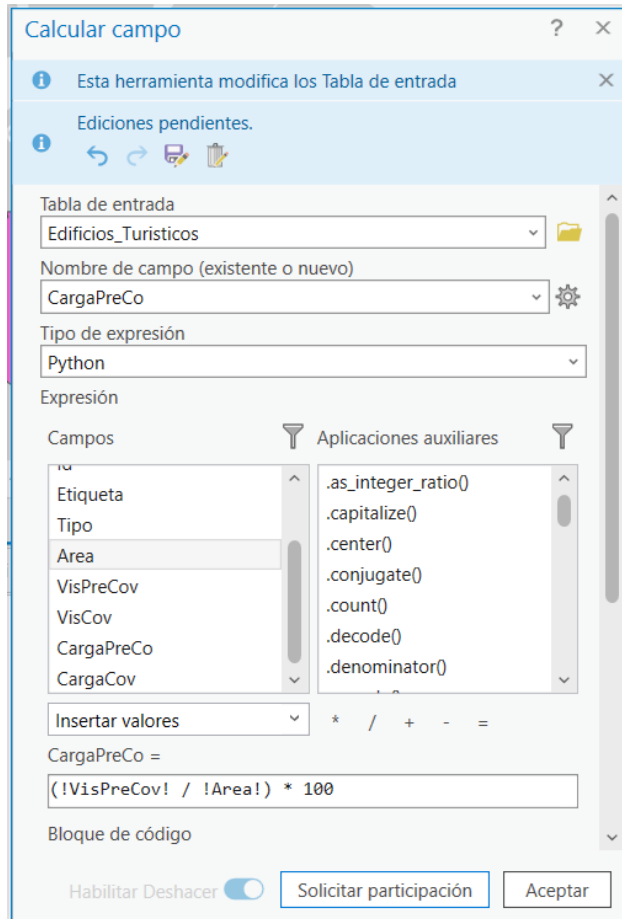 Calcular campo ? ×
Esta herramienta modifica los Tabla de entrada ×
Ediciones pendientes.
Tabla de entrada
Edificios_Turisticos
Nombre de campo (existente o nuevo)
CargaPreCo
Tipo de expresión
Python
Expresión
Campos
Aplicaciones auxiliares
Etiqueta
Tipo
Area
VisPreCov
VisCov
CargaPreCo
CargaCov
.as_integer_ratio()
.capitalize()
.center()
.conjugate()
.count()
.decode()
.denominator()
Insertar valores
* / + - =
CargaPreCo =
(!VisPreCov! / !Area!) * 100
Bloque de código
Habilitar Deshacer
Solicitar participación
Aceptar